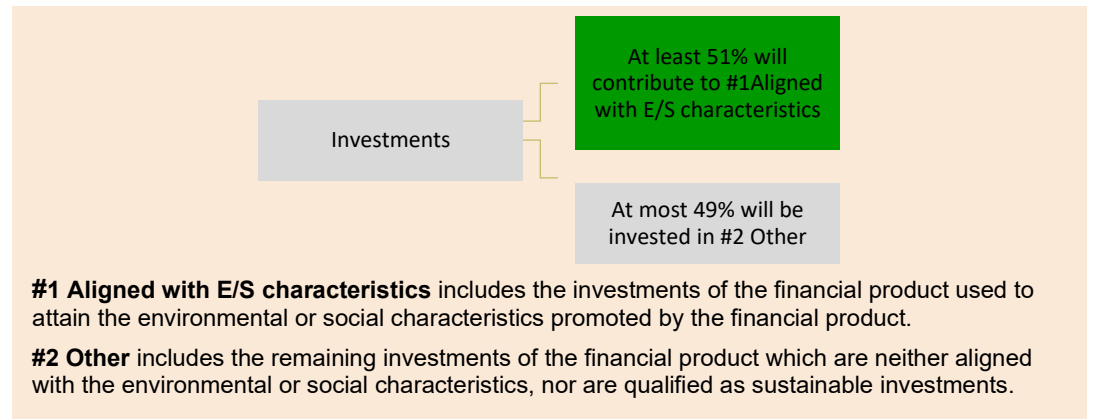 At least 51% will
contribute to #1Aligned
with E/S characteristics
Investments
At most 49% will be
invested in #2 Other
#1 Aligned with E/S characteristics includes the investments of the financial product used to
attain the environmental or social characteristics promoted by the financial product.
#2 Other includes the remaining investments of the financial product which are neither aligned
with the environmental or social characteristics, nor are qualified as sustainable investments.